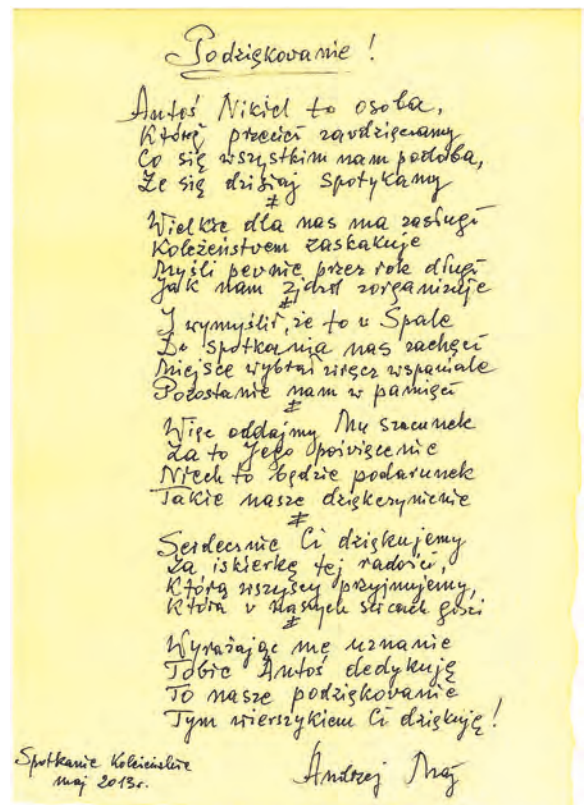 Podziękowanie!
Antoś Nikiel to osoba,
Której przecież zawdzięczamy
Co się wszystkim nam podoba,
Że się dzisiaj spotykamy
*
Wielkie dla nas ma zasługi
Koleżeństwem zaskakuje
Myśli pewnie przez rok długi
Jak nam zjazd zorganizuje
*
I wymyślił, że to w Spale
Do spotkania nas zachęci
Miejsce wybrał wręcz wspaniale
Pozostanie nam w pamięci
*
Więc oddajmy Mu szacunek
Za to Jego poświęcenie
Niech to będzie podarunek
Takie nasze dziękczynienie
*
Serdecznie Ci dziękujemy
Za iskierkę tej radości,
Którą wszyscy przyjmujemy,
Która w naszych sercach gości
*
Wyrażając me uznanie
Tobie Antoś dedykuję
To nasze podziękowanie
Tym wierszykiem Ci dziękuję!
Spotkanie Koleżeńskie
maj 2013r.
Andrzej Maj